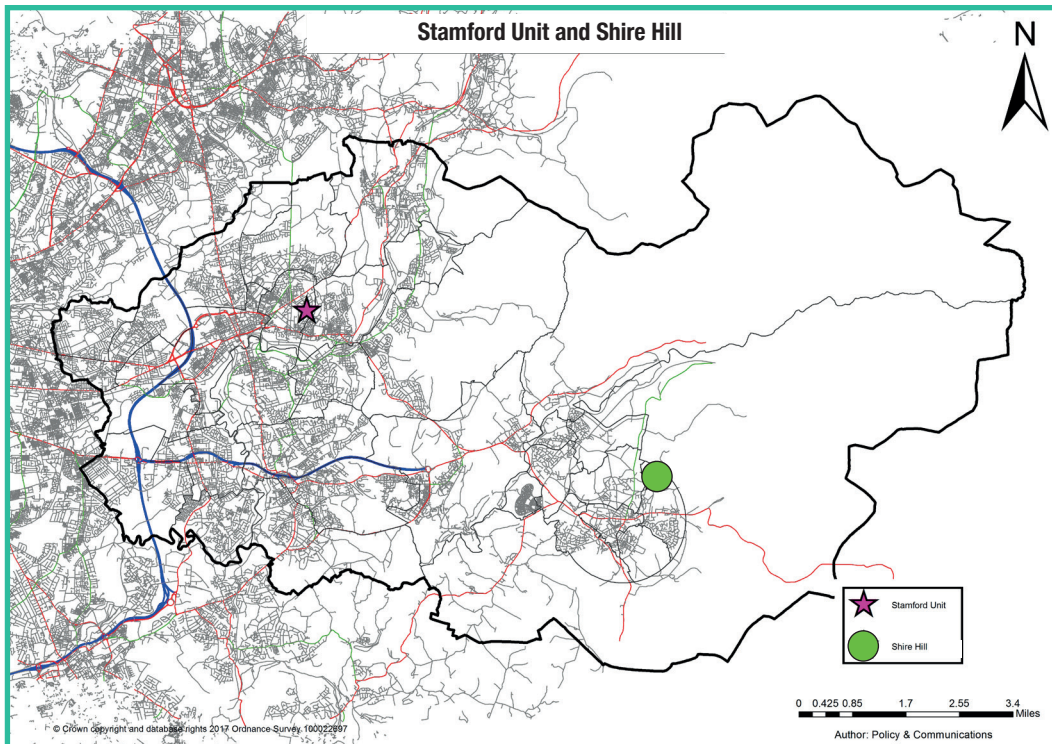 Stamford Unit and Shire Hill
N
Stamford Unit
Shire Hill
0 0.425 0.85 1.7 2.55 3.4
Miles
© Crown copyright and database rights 2017 Ordnance Survey 100022697
Author: Policy & Communications